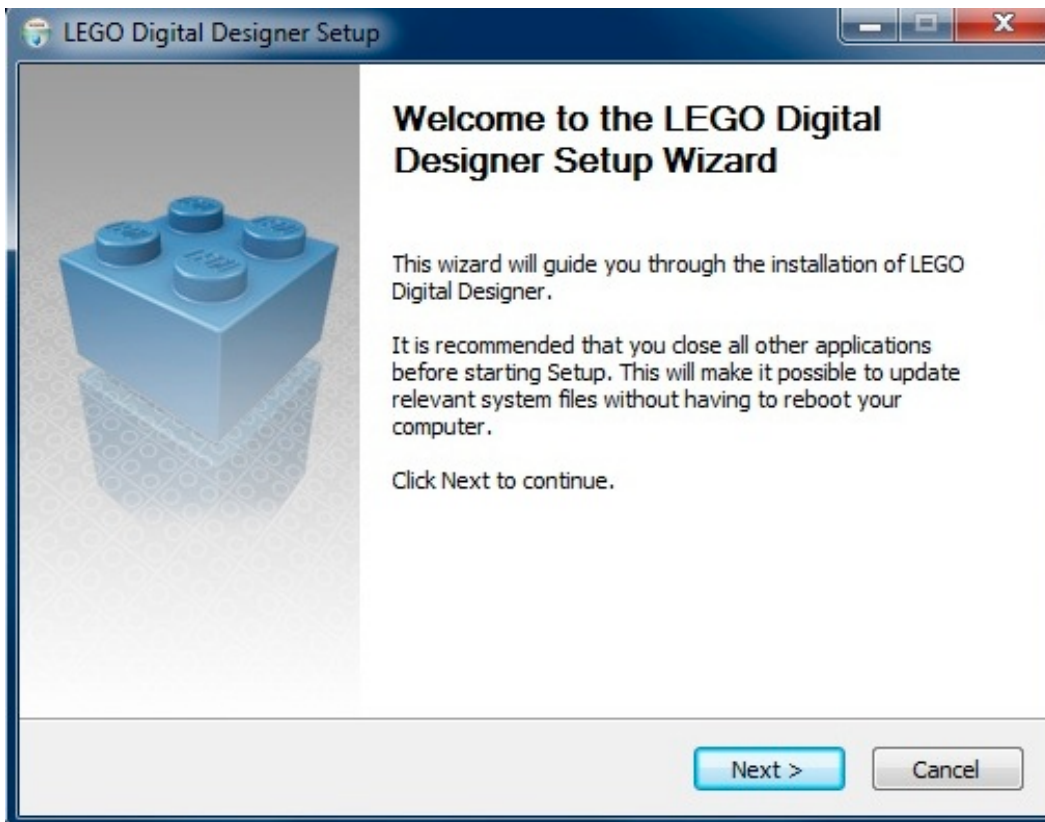 LEGO Digital Designer Setup
Welcome to the LEGO Digital
Designer Setup Wizard
This wizard will guide you through the installation of LEGO
Digital Designer.
It is recommended that you close all other applications
before starting Setup. This will make it possible to update
relevant system files without having to reboot your
computer.
Click Next to continue.
Next >
Cancel